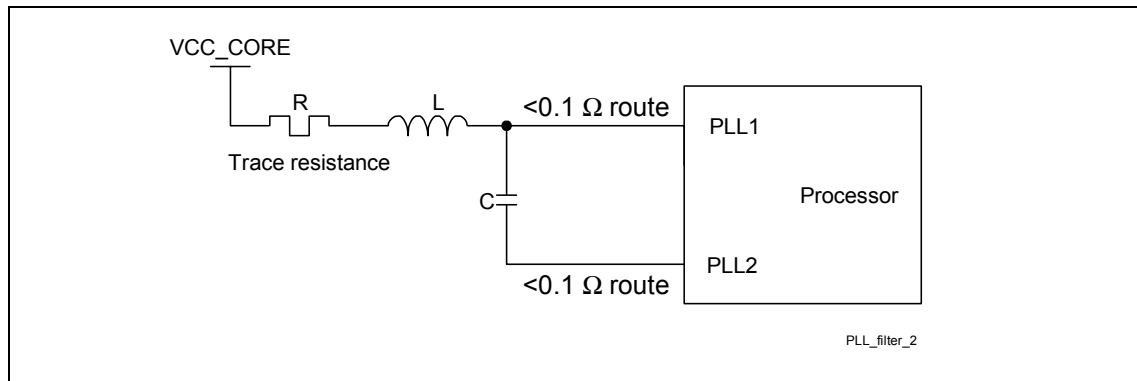 VCC_CORE
R
L
<0.1 Ω route
PLL1
Trace resistance
Processor
C
PLL2
<0.1 Ω route
PLL_filter_2